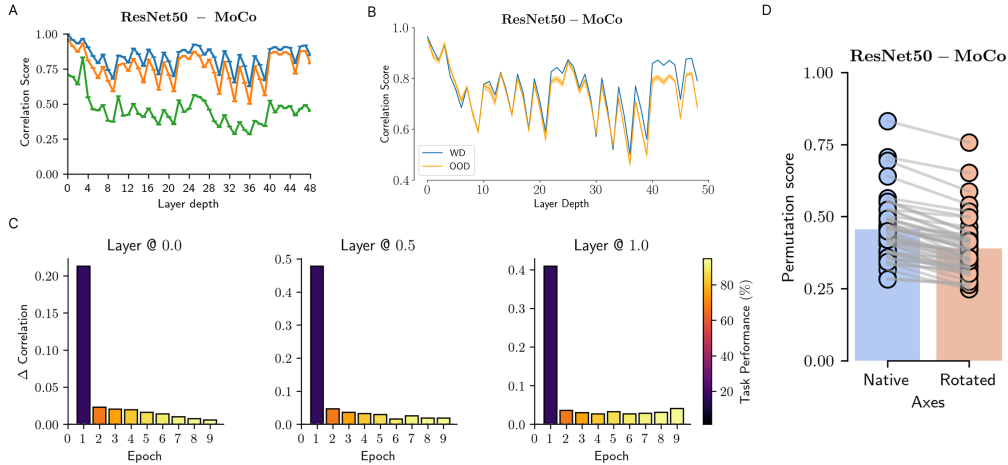 A
ResNet50 – MoCo
1.00
0.75
0.50
0.25
0.00
Correlation Score
0 4 8 12 16 20 24 28 32 36 40 44 48
Layer depth
B
ResNet50 – MoCo
1.0
0.8
0.6
0.4
Correlation Score
WD
OOD
0 10 20 30 40 50
Layer Depth
C
Layer @ 0.0
0.20
0.15
0.10
0.05
0.00
Δ Correlation
0 1 2 3 4 5 6 7 8 9
Epoch
Layer @ 0.5
0.5
0.4
0.3
0.2
0.1
0.0
0 1 2 3 4 5 6 7 8 9
Epoch
Layer @ 1.0
0.4
0.3
0.2
0.1
0.0
0 1 2 3 4 5 6 7 8 9
Epoch
80
60
40
20
Task Performance (%)
D
ResNet50 – MoCo
1.00
0.75
0.50
0.25
0.00
Permutation score
Native Rotated
Axes